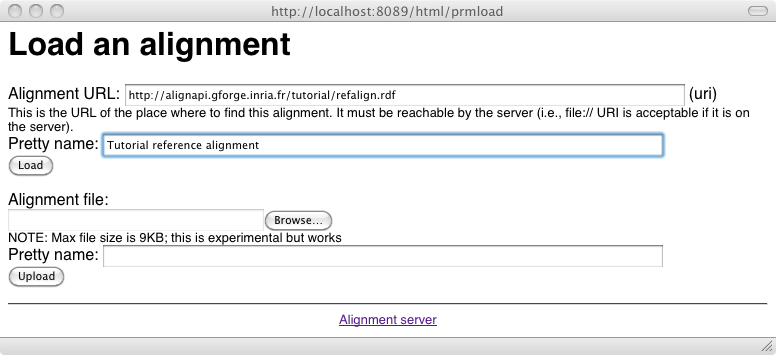 http://localhost:8089/html/prmload
Load an alignment
Alignment URL: http://alignapi.gforge.inria.fr/tutorial/refalign.rdf (uri)
This is the URL of the place where to find this alignment. It must be reachable by the server (i.e., file:// URI is acceptable if it is on
the server).
Pretty name: Tutorial reference alignment
Load
Alignment file:
Browse...
NOTE: Max file size is 9KB; this is experimental but works
Pretty name:
Upload
Alignment server